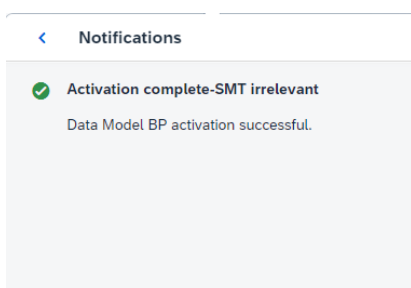 Notifications
Activation complete-SMT irrelevant
Data Model BP activation successful.